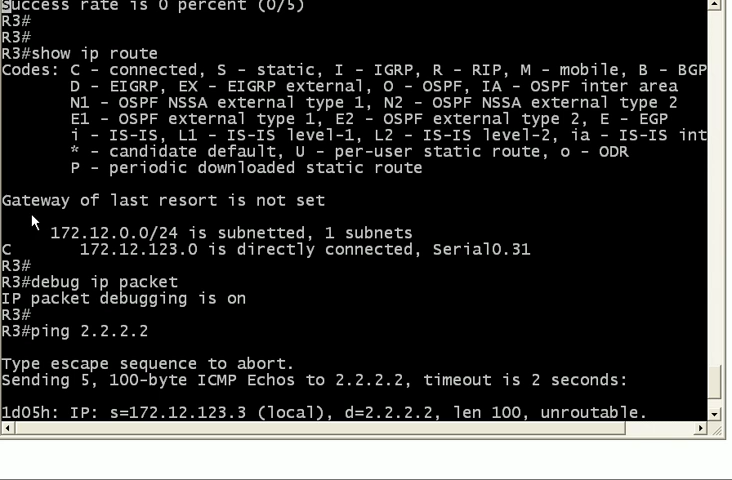 Success rate is 0 percent (0/5)
R3#
R3#
R3#show ip route
Codes: C - connected, S - static, I - IGRP, R - RIP, M - mobile, B - BGP
D - EIGRP, EX - EIGRP external, O - OSPF, IA - OSPF inter area
N1 - OSPF NSSA external type 1, N2 - OSPF NSSA external type 2
E1 - OSPF external type 1, E2 - OSPF external type 2, E - EGP
i - IS-IS, L1 - IS-IS level-1, L2 - IS-IS level-2, ia - IS-IS int
* - candidate default, U - per-user static route, o - ODR
P - periodic downloaded static route
Gateway of last resort is not set
172.12.0.0/24 is subnetted, 1 subnets
C 172.12.123.0 is directly connected, Serial0.31
R3#
R3#debug ip packet
IP packet debugging is on
R3#
R3#ping 2.2.2.2
Type escape sequence to abort.
Sending 5, 100-byte ICMP Echos to 2.2.2.2, timeout is 2 seconds:
1d05h: IP: s=172.12.123.3 (local), d=2.2.2.2, len 100, unroutable.